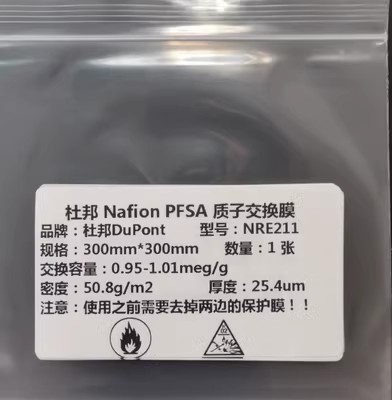 杜邦 Nafion PFSA 质子交换膜
品牌：杜邦DuPont 型号：NRE211
规格：300mm*300mm 数量：1 张
交换容量：0.95-1.01meg/g
密度：50.8g/m2 厚度：25.4um
注意：使用之前需要去掉两边的保护膜！！